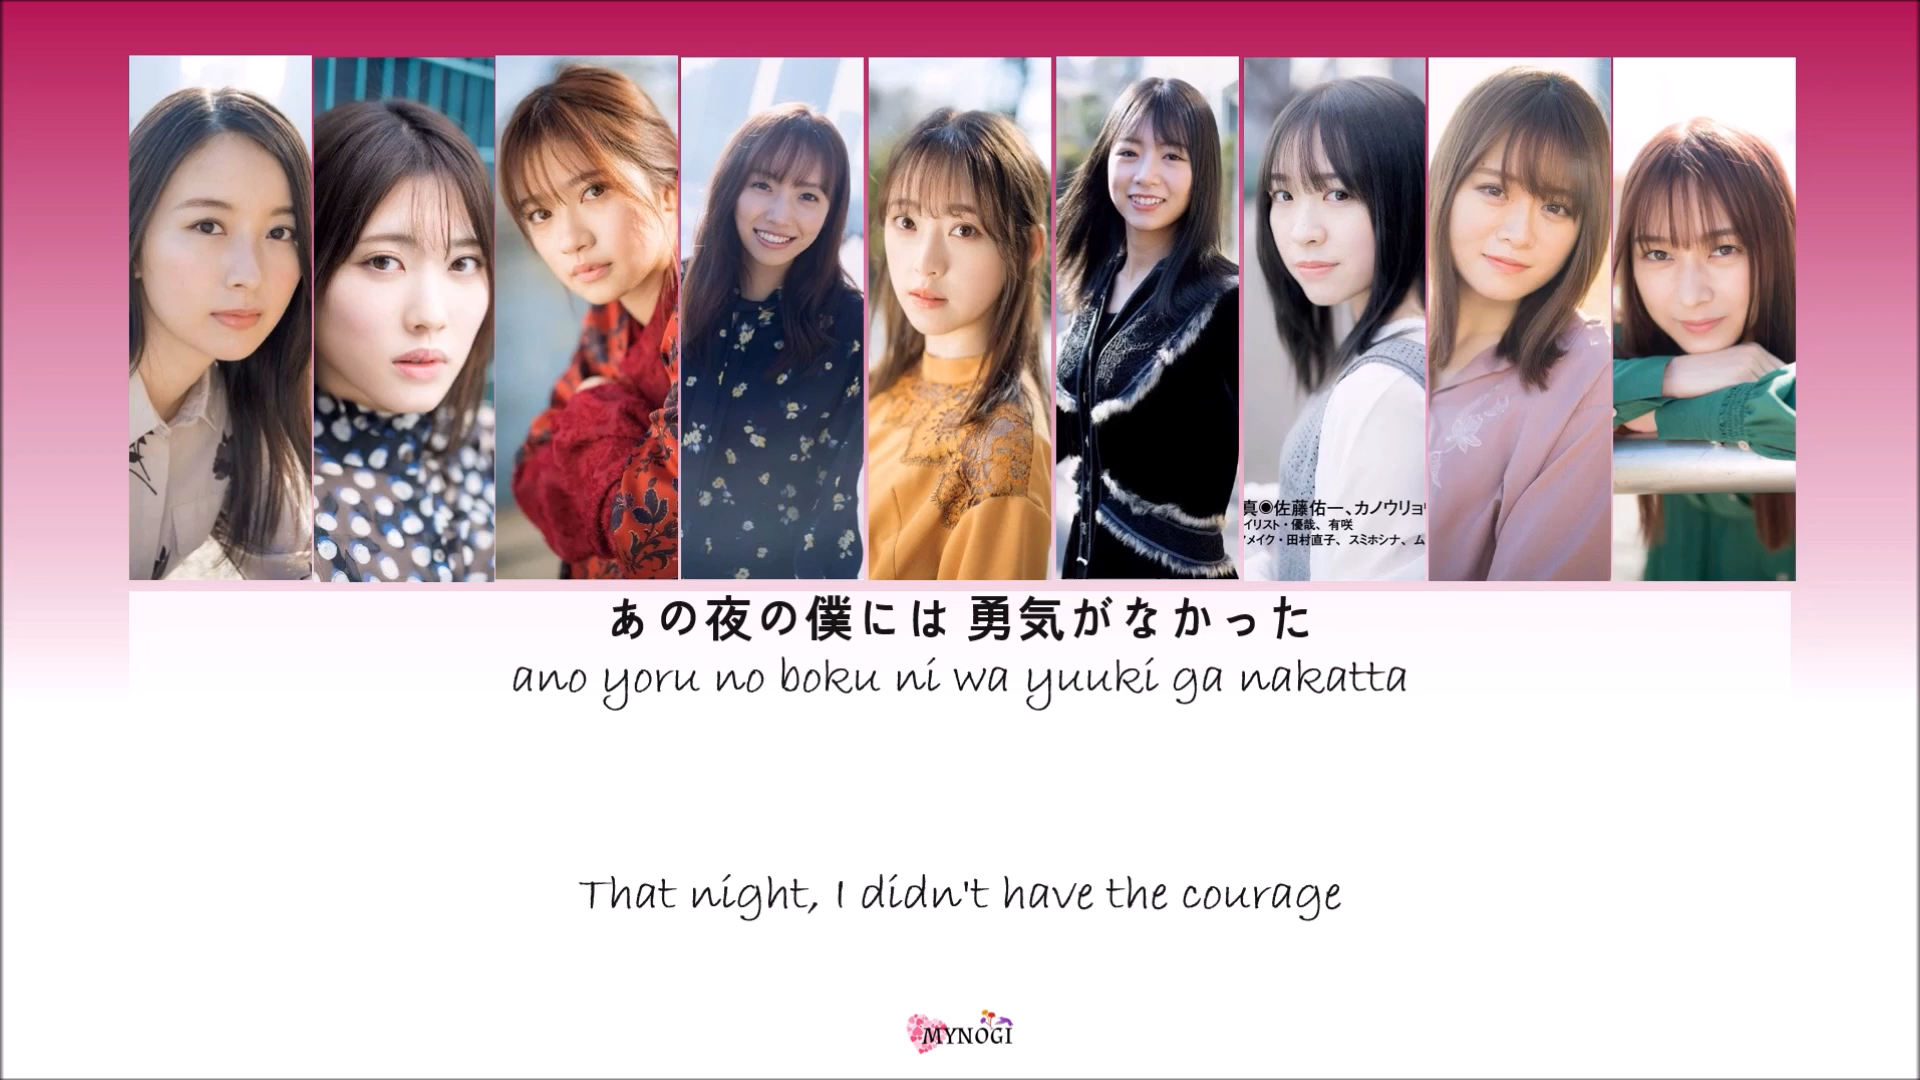 真◉佐藤佑一、カノウリョウ
イリスト・優哉、有咲
アメイク・田村直子、スミホシナ、ム
あの夜の僕には 勇気がなかった
ano yoru no boku ni wa yuuki ga nakatta
That night, I didn't have the courage
MYNOGI